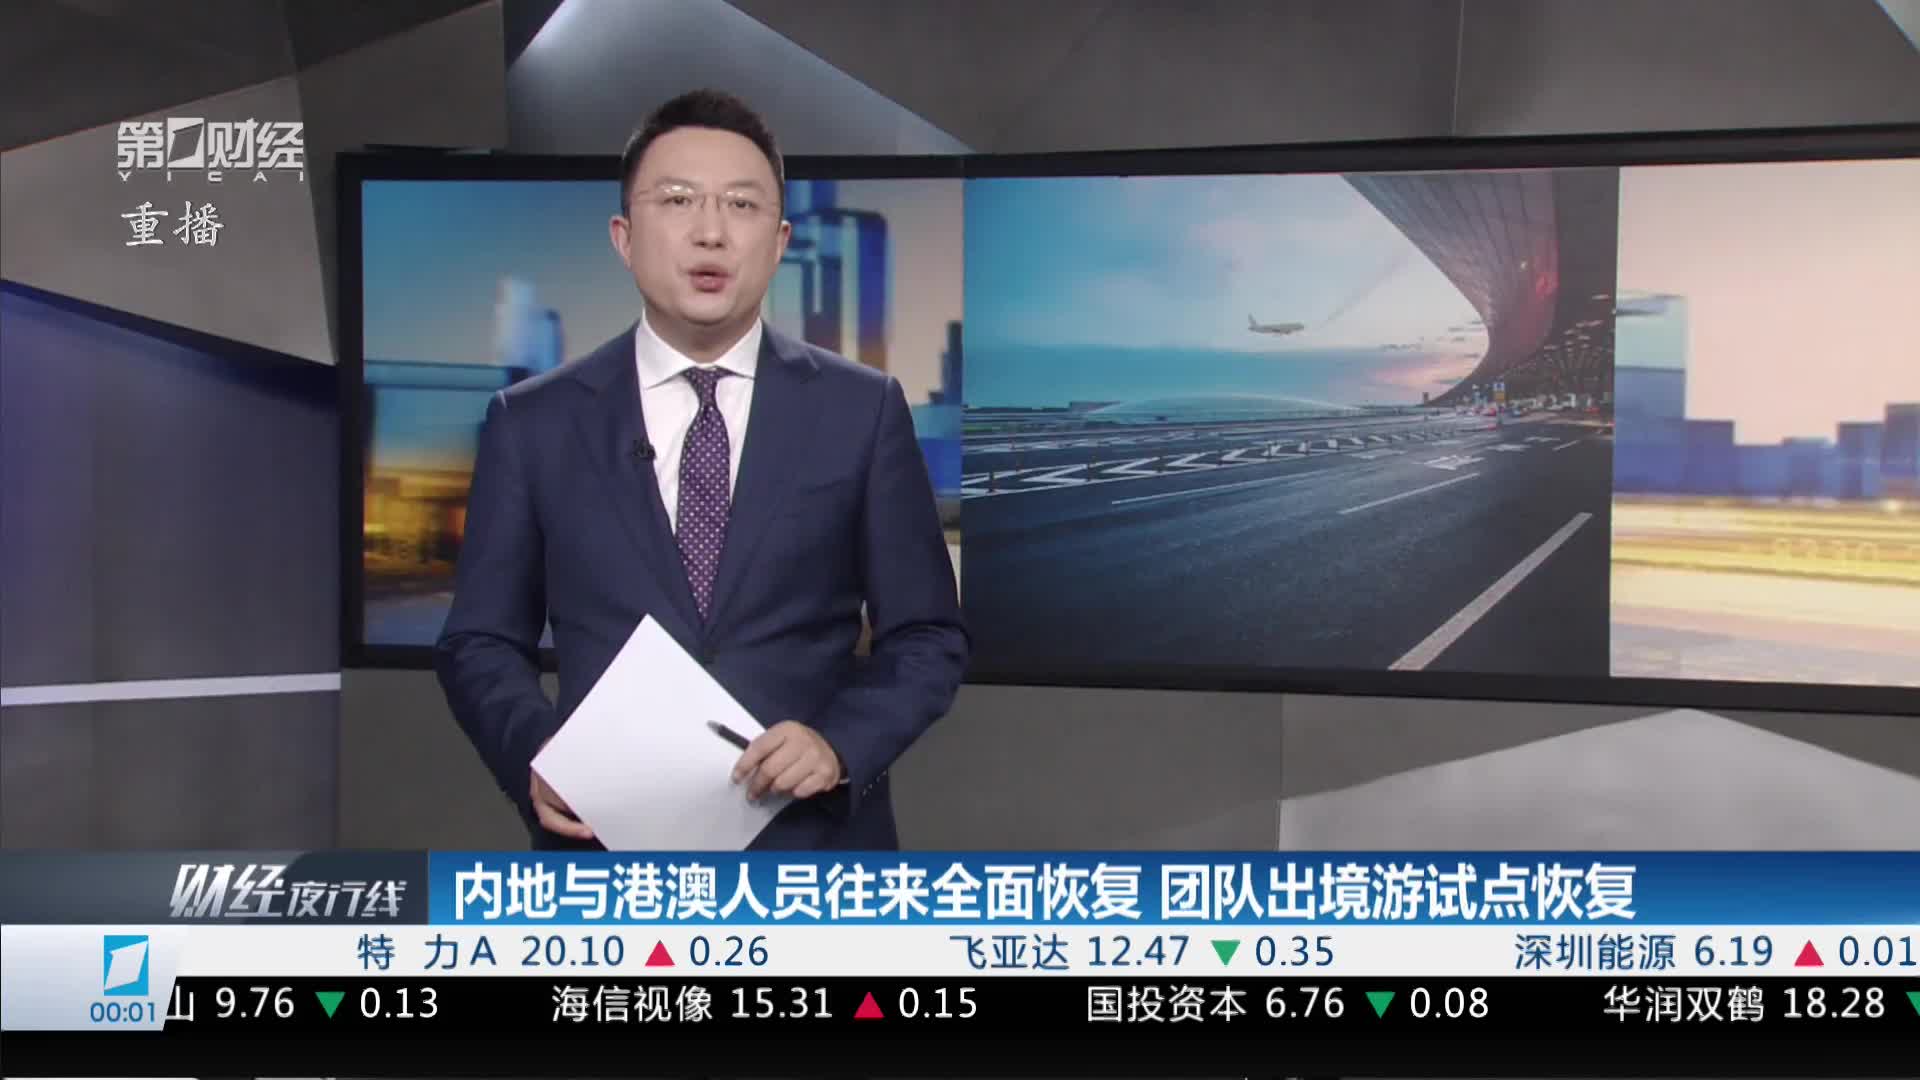 第一财经
YICAI
重播
财经夜行线
内地与港澳人员往来全面恢复 团队出境游试点恢复
特 力A 20.10 ▲ 0.26 飞亚达 12.47 ▼ 0.35 深圳能源 6.19 ▲ 0.01
00:01
山 9.76 ▼ 0.13 海信视像 15.31 ▲ 0.15 国投资本 6.76 ▼ 0.08 华润双鹤 18.28 ▼